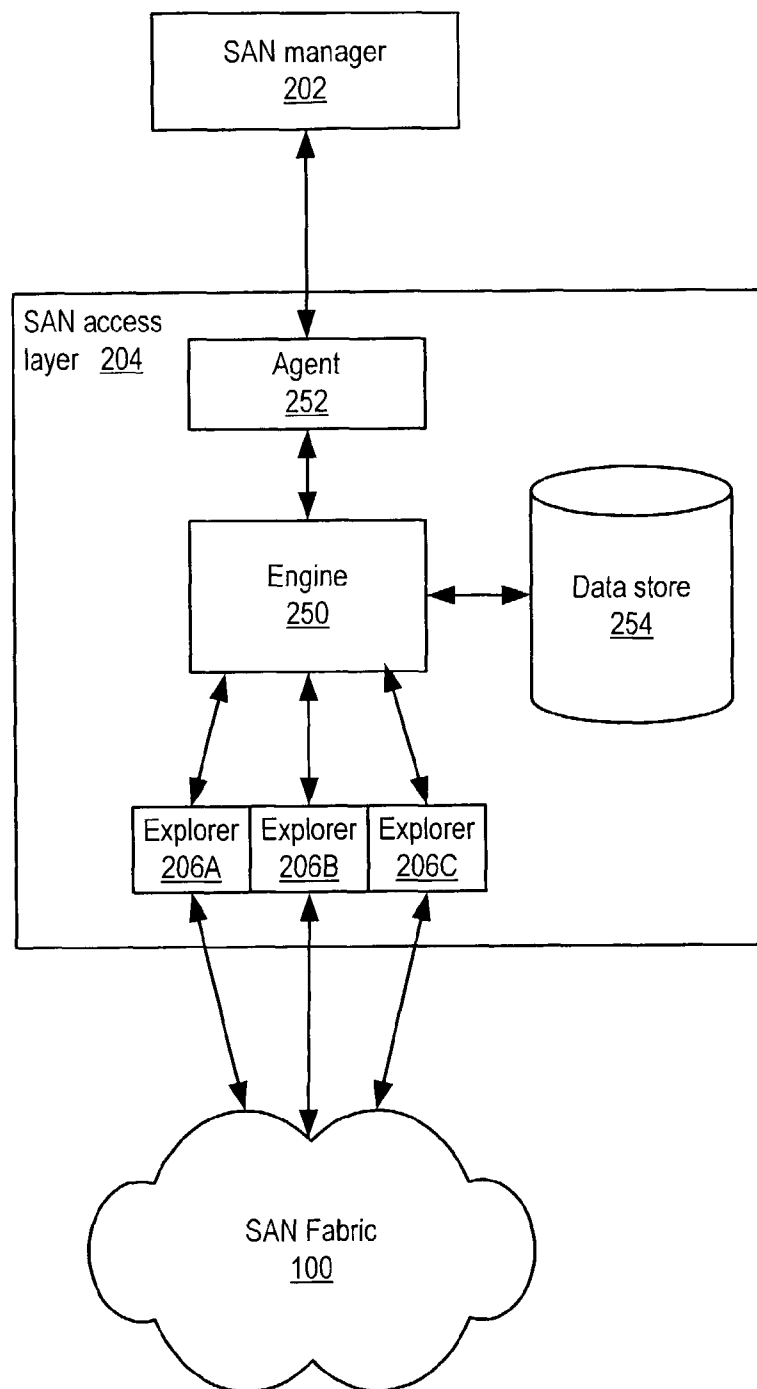 SAN manager
202
SAN access
layer 204
Agent
252
Engine
250
Data store
254
Explorer
206A
Explorer
206B
Explorer
206C
SAN Fabric
100